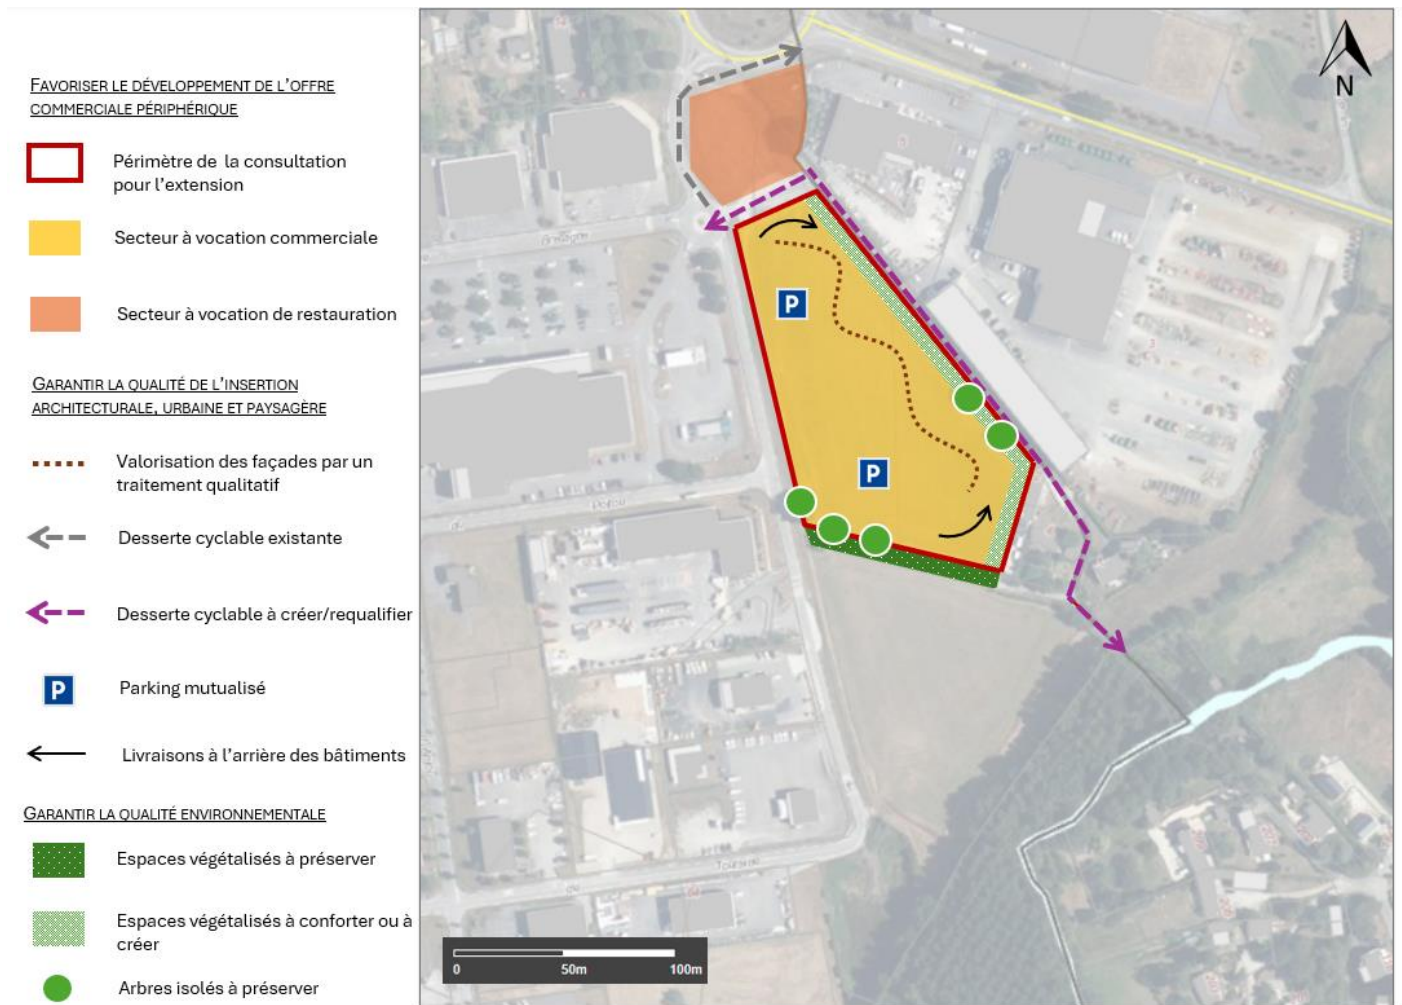 FAVORISER LE DÉVELOPPEMENT DE L'OFFRE
COMMERCIALE PÉRIPHÉRIQUE
Périmètre de la consultation
pour l'extension
Secteur à vocation commerciale
Secteur à vocation de restauration
GARANTIR LA QUALITÉ DE L'INSERTION
ARCHITECTURALE, URBAINE ET PAYSAGÈRE
Valorisation des façades par un
traitement qualitatif
Desserte cyclable existante
Desserte cyclable à créer/requalifier
P
Parking mutualisé
Livraisons à l'arrière des bâtiments
GARANTIR LA QUALITÉ ENVIRONNEMENTALE
Espaces végétalisés à préserver
Espaces végétalisés à conforter ou à
créer
Arbres isolés à préserver
N
P
P
0 50m 100m